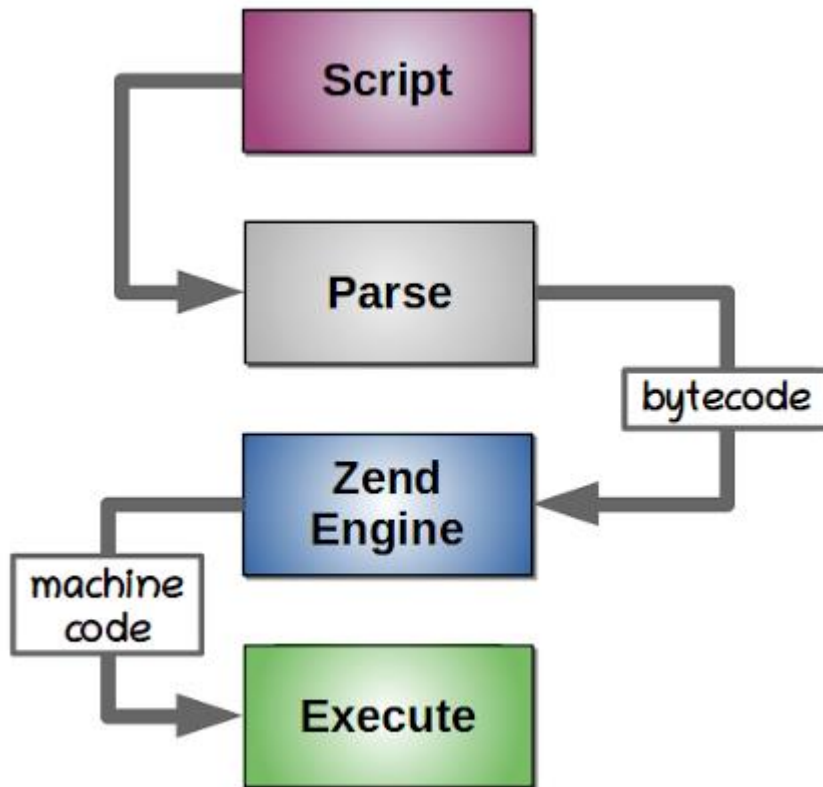 Script
Parse
bytecode
Zend
Engine
machine
code
Execute